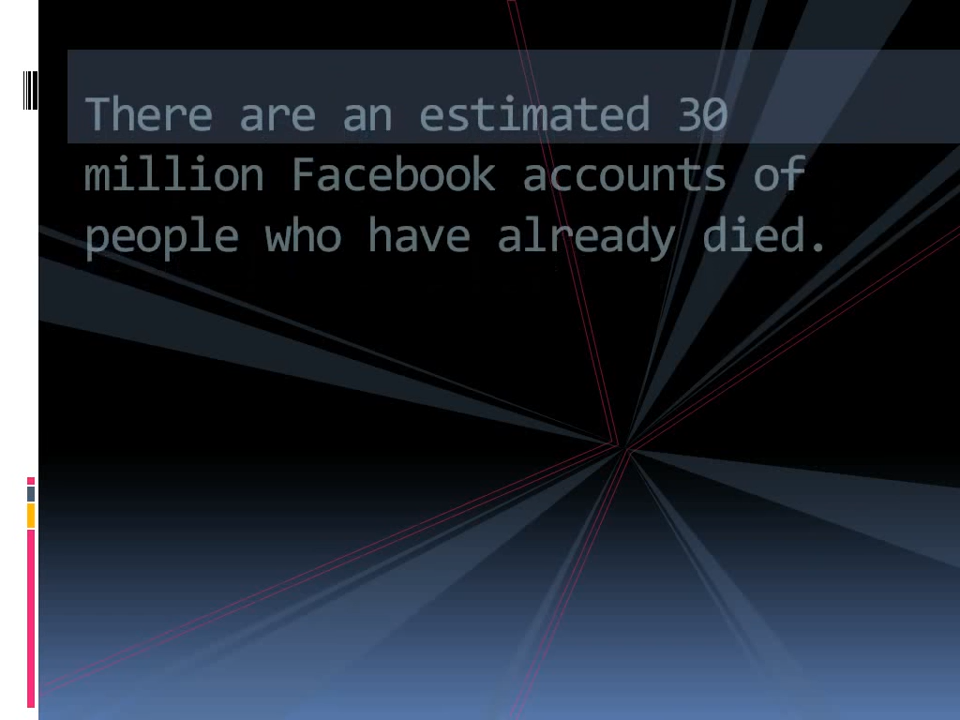 There are an estimated 30
million Facebook accounts of
people who have already died.